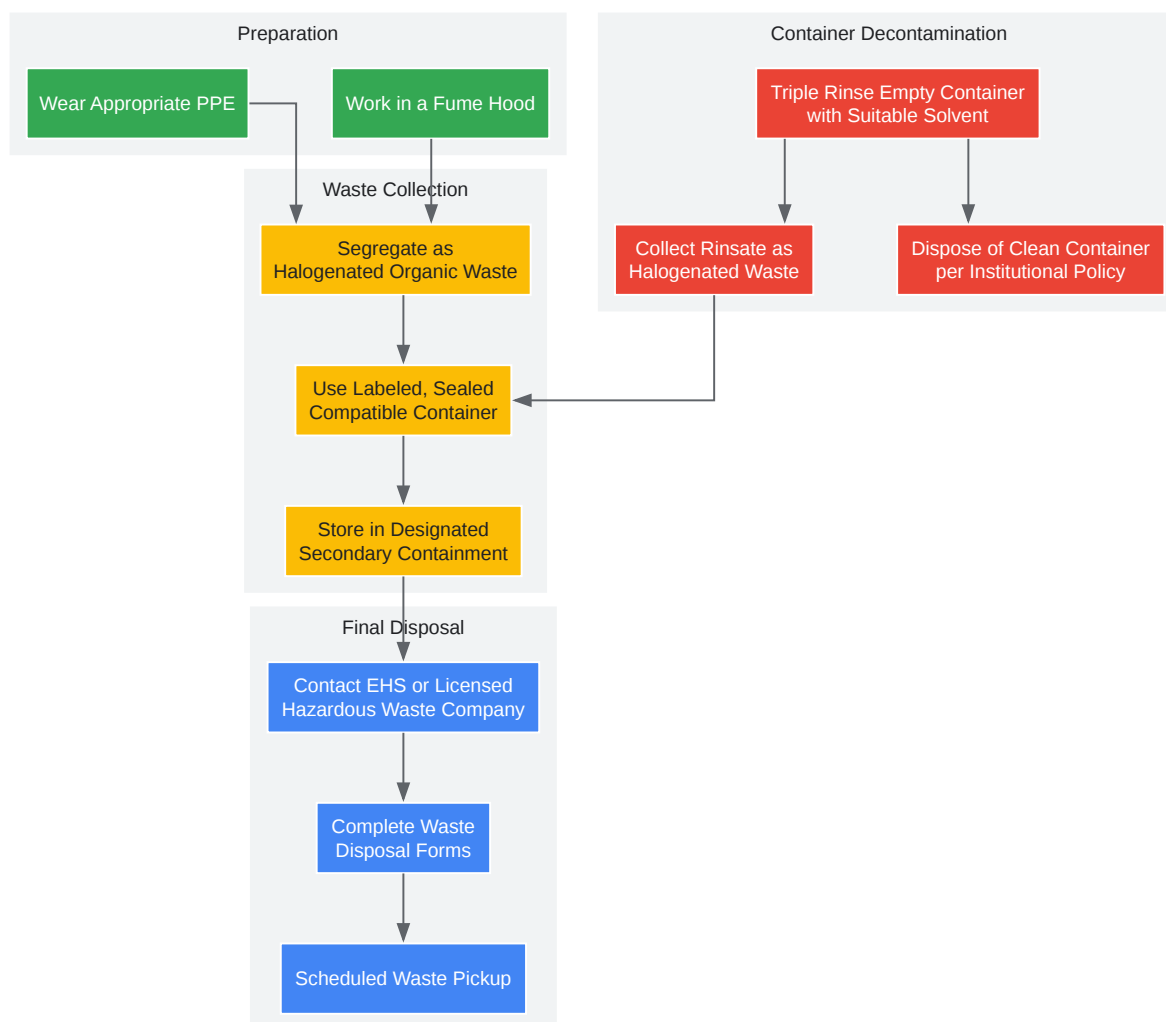 Preparation
Wear Appropriate PPE
Work in a Fume Hood
Container Decontamination
Triple Rinse Empty Container
with Suitable Solvent
Collect Rinsate as
Halogenated Waste
Dispose of Clean Container
per Institutional Policy
Waste Collection
Segregate as
Halogenated Organic Waste
Use Labeled, Sealed
Compatible Container
Store in Designated
Secondary Containment
Final Disposal
Contact EHS or Licensed
Hazardous Waste Company
Complete Waste
Disposal Forms
Scheduled Waste Pickup